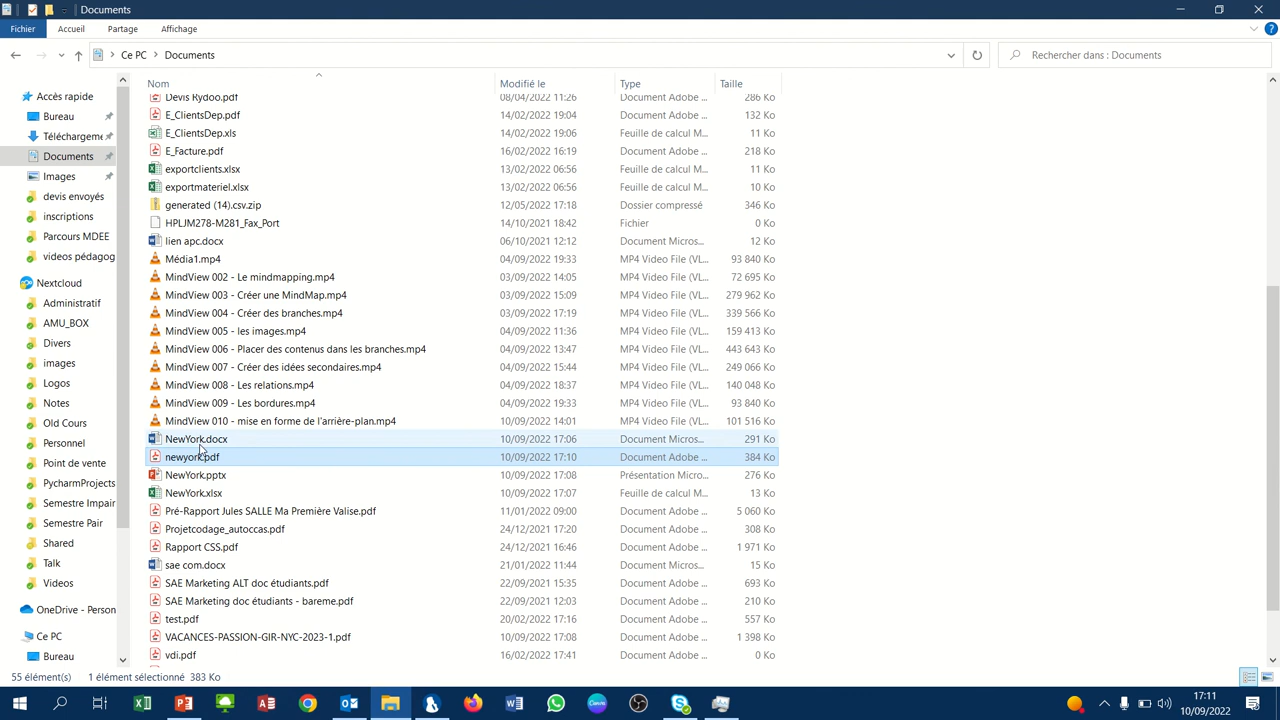 Documents
Fichier Accueil Partage Affichage
Ce PC Documents Rechercher dans : Documents
Nom Modifié le Type Taille
Accès rapide
Bureau
Téléchargeme
Documents
Images
devis envoyés
inscriptions
Parcours MDEE
videos pédagog
Nextcloud
Administratif
AMU_BOX
Divers
images
Logos
Notes
Old Cours
Personnel
Point de vente
PycharmProjects
Semestre Impair
Semestre Pair
Shared
Talk
Videos
OneDrive - Person
Ce PC
Bureau
Devis Rydoo.pdf 08/04/2022 11:26 Document Adobe ... 286 Ko
E_ClientsDep.pdf 14/02/2022 19:04 Document Adobe ... 132 Ko
E_ClientsDep.xls 14/02/2022 19:06 Feuille de calcul M... 11 Ko
E_Facture.pdf 16/02/2022 16:19 Document Adobe ... 218 Ko
exportclients.xlsx 13/02/2022 06:56 Feuille de calcul M... 11 Ko
exportmateriel.xlsx 13/02/2022 06:56 Feuille de calcul M... 10 Ko
generated (14).csv.zip 12/05/2022 17:18 Dossier compressé 346 Ko
HPLJM278-M281_Fax_Port 14/10/2021 18:42 Fichier 0 Ko
lien apc.docx 06/10/2021 12:12 Document Micros... 12 Ko
Média1.mp4 04/09/2022 19:33 MP4 Video File (VL... 93 840 Ko
MindView 002 - Le mindmapping.mp4 03/09/2022 14:05 MP4 Video File (VL... 72 695 Ko
MindView 003 - Créer une MindMap.mp4 03/09/2022 15:09 MP4 Video File (VL... 279 962 Ko
MindView 004 - Créer des branches.mp4 03/09/2022 17:19 MP4 Video File (VL... 339 566 Ko
MindView 005 - les images.mp4 04/09/2022 11:36 MP4 Video File (VL... 159 413 Ko
MindView 006 - Placer des contenus dans les branches.mp4 04/09/2022 13:47 MP4 Video File (VL... 443 643 Ko
MindView 007 - Créer des idées secondaires.mp4 04/09/2022 15:44 MP4 Video File (VL... 249 066 Ko
MindView 008 - Les relations.mp4 04/09/2022 18:37 MP4 Video File (VL... 140 048 Ko
MindView 009 - Les bordures.mp4 04/09/2022 19:33 MP4 Video File (VL... 93 840 Ko
MindView 010 - mise en forme de l'arrière-plan.mp4 10/09/2022 14:01 MP4 Video File (VL... 101 516 Ko
NewYork.docx 10/09/2022 17:06 Document Micros... 291 Ko
newyork.pdf 10/09/2022 17:10 Document Adobe ... 384 Ko
NewYork.pptx 10/09/2022 17:08 Présentation Micro... 276 Ko
NewYork.xlsx 10/09/2022 17:07 Feuille de calcul M... 13 Ko
Pré-Rapport Jules SALLE Ma Première Valise.pdf 11/01/2022 09:00 Document Adobe ... 5 060 Ko
Projetcodage_autoccas.pdf 24/12/2021 17:20 Document Adobe ... 308 Ko
Rapport CSS.pdf 24/12/2021 16:46 Document Adobe ... 1 971 Ko
sae com.docx 21/01/2022 11:44 Document Micros... 15 Ko
SAE Marketing ALT doc étudiants.pdf 22/09/2021 15:35 Document Adobe ... 693 Ko
SAE Marketing doc étudiants - bareme.pdf 22/09/2021 12:03 Document Adobe ... 210 Ko
test.pdf 20/02/2022 17:16 Document Adobe ... 557 Ko
VACANCES-PASSION-GIR-NYC-2023-1.pdf 10/09/2022 17:08 Document Adobe ... 1 398 Ko
vdi.pdf 16/02/2022 17:41 Document Adobe ... 0 Ko
55 élément(s) 1 élément sélectionné 383 Ko
17:11
10/09/2022